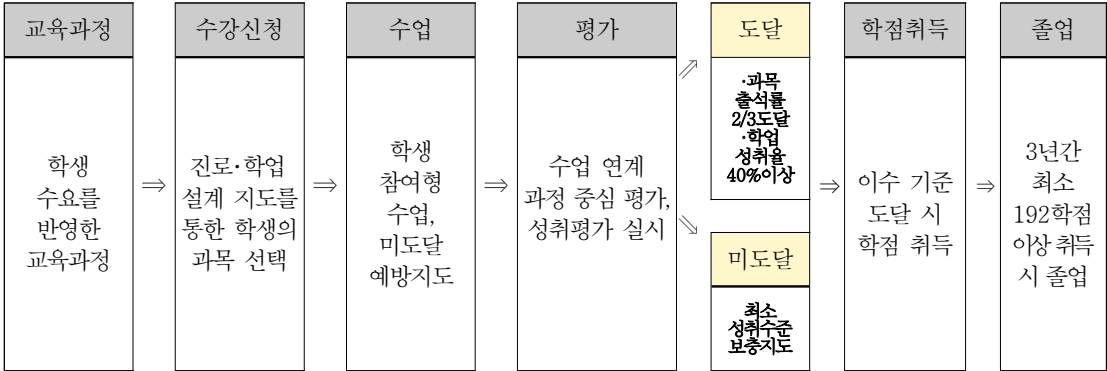 교육과정
학생
수요를
반영한
교육과정
⇒
수강신청
진로·학업
설계 지도를
통한 학생의
과목 선택
⇒
수업
학생
참여형
수업,
미도달
예방지도
⇒
평가
수업 연계
과정 중심 평가,
성취평가 실시
⇗
도달
·과목
출석률
2/3도달
·학업
성취율
40%이상
⇘
미도달
최소
성취수준
보충지도
⇒
학점취득
이수 기준
도달 시
학점 취득
⇒
졸업
3년간
최소
192학점
이상 취득
시 졸업